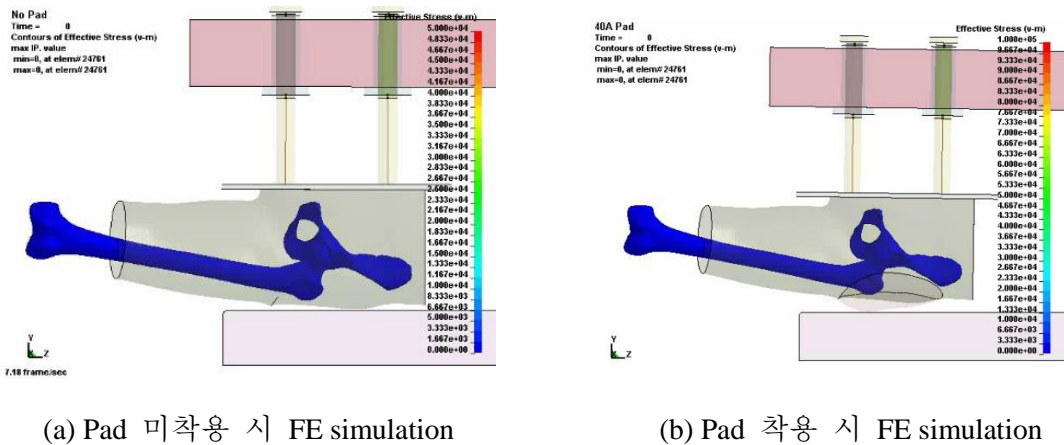 No Pad
Time = 0
Contours of Effective Stress (v-m)
max IP. value
min=0, at elem# 24761
max=0, at elem# 24761
Effective Stress (v-m)
5.000e+04
4.833e+04
4.667e+04
4.500e+04
4.333e+04
4.167e+04
4.000e+04
3.833e+04
3.667e+04
3.500e+04
3.333e+04
3.167e+04
3.000e+04
2.833e+04
2.667e+04
2.500e+04
2.333e+04
2.167e+04
2.000e+04
1.833e+04
1.667e+04
1.500e+04
1.333e+04
1.167e+04
1.000e+04
8.333e+03
6.667e+03
5.000e+03
3.333e+03
1.667e+03
0.000e+00
Y
X Z
7.18 frame/sec
40A Pad
Time = 0
Contours of Effective Stress (v-m)
max IP. value
min=0, at elem# 24761
max=0, at elem# 24761
Effective Stress (v-m)
1.000e+05
9.667e+04
9.333e+04
9.000e+04
8.667e+04
8.333e+04
8.000e+04
7.667e+04
7.333e+04
7.000e+04
6.667e+04
6.333e+04
6.000e+04
5.667e+04
5.333e+04
5.000e+04
4.667e+04
4.333e+04
4.000e+04
3.667e+04
3.333e+04
3.000e+04
2.667e+04
2.333e+04
2.000e+04
1.667e+04
1.333e+04
1.000e+04
6.667e+03
3.333e+03
0.000e+00
Y
X Z
(a) Pad 미착용 시 FE simulation
(b) Pad 착용 시 FE simulation